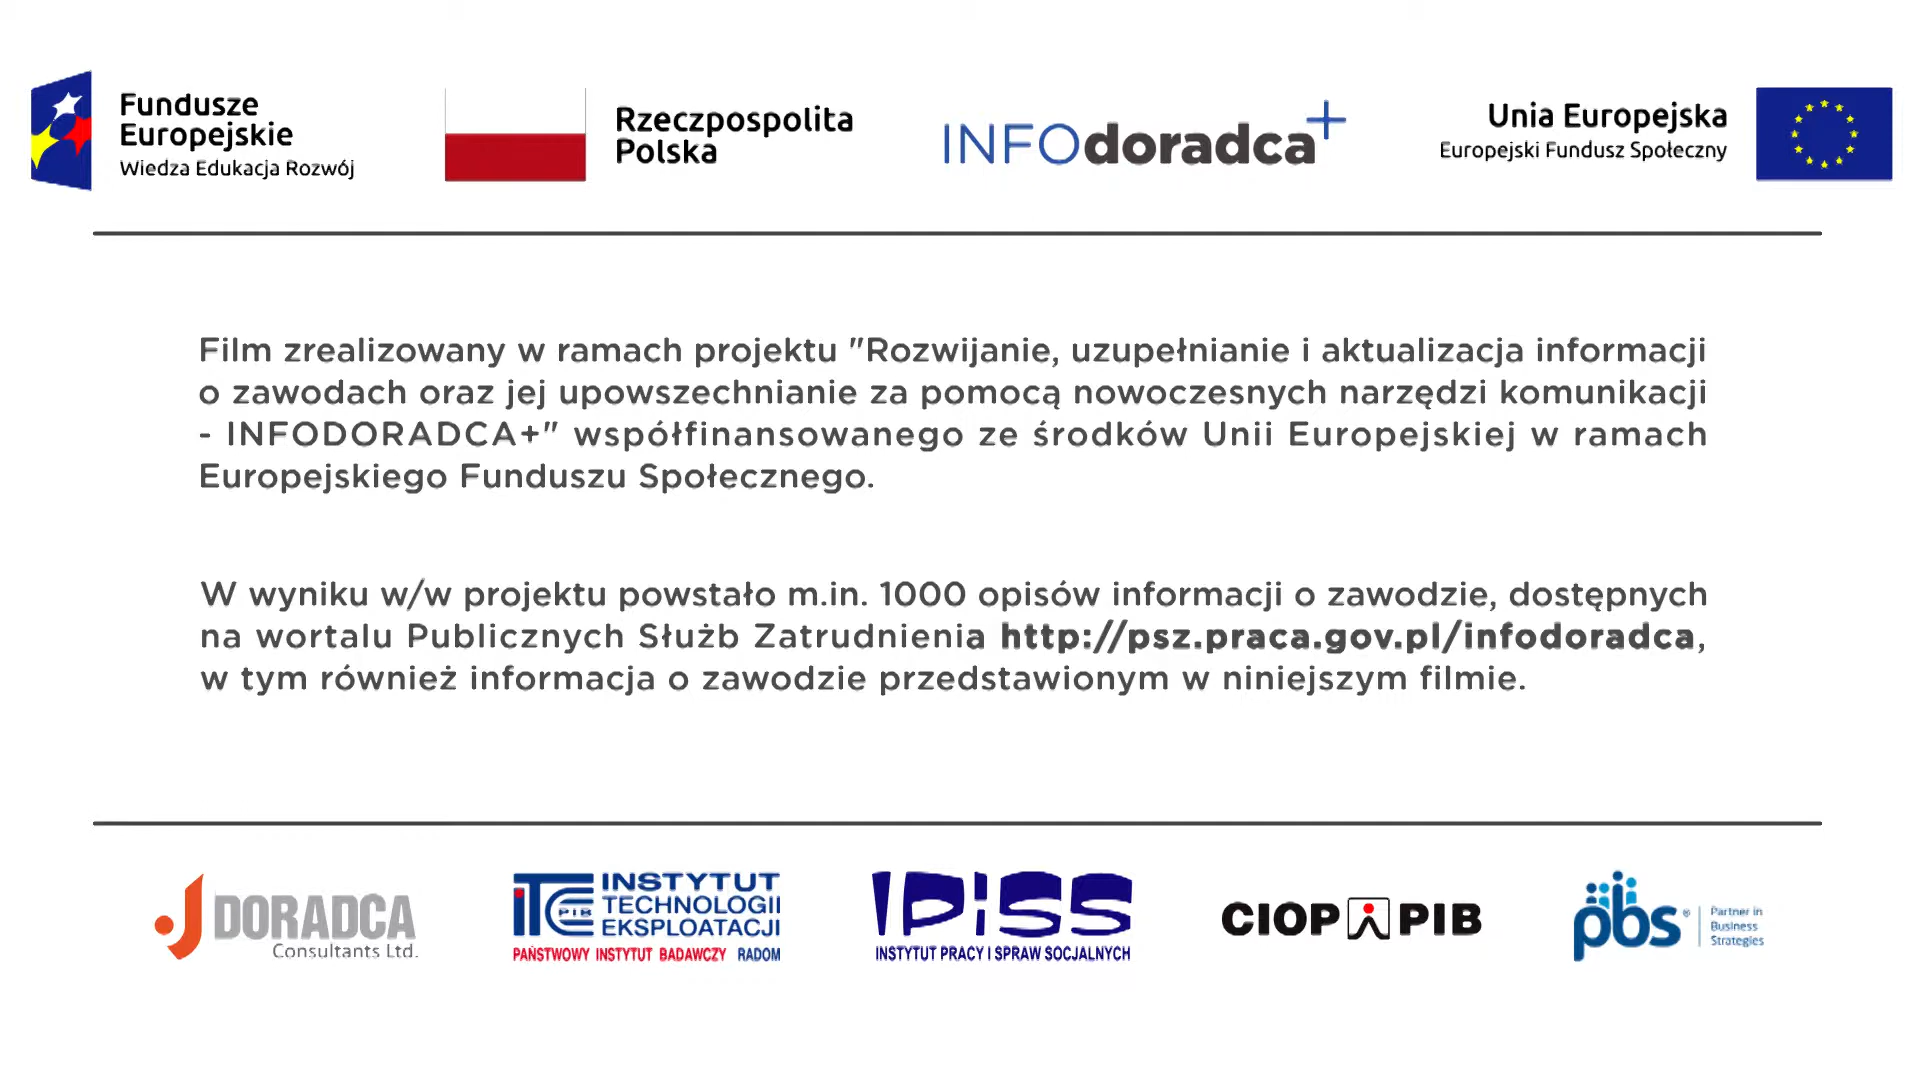 Fundusze
Europejskie
Wiedza Edukacja Rozwój
Rzeczpospolita
Polska
INFOdoradca+
Unia Europejska
Europejski Fundusz Społeczny
Film zrealizowany w ramach projektu "Rozwijanie, uzupełnianie i aktualizacja informacji
o zawodach oraz jej upowszechnianie za pomocą nowoczesnych narzędzi komunikacji
- INFODORADCA+" współfinansowanego ze środków Unii Europejskiej w ramach
Europejskiego Funduszu Społecznego.
W wyniku w/w projektu powstało m.in. 1000 opisów informacji o zawodzie, dostępnych
na wortalu Publicznych Służb Zatrudnienia http://psz.praca.gov.pl/infodoradca,
w tym również informacja o zawodzie przedstawionym w niniejszym filmie.
DORADCA
Consultants Ltd.
iTE
PIB
INSTYTUT
TECHNOLOGII
EKSPLOATACJI
PAŃSTWOWY INSTYTUT BADAWCZY RADOM
IPiSS
INSTYTUT PRACY I SPRAW SOCJALNYCH
CIOP PIB
pbs®
Partner in
Business
Strategies